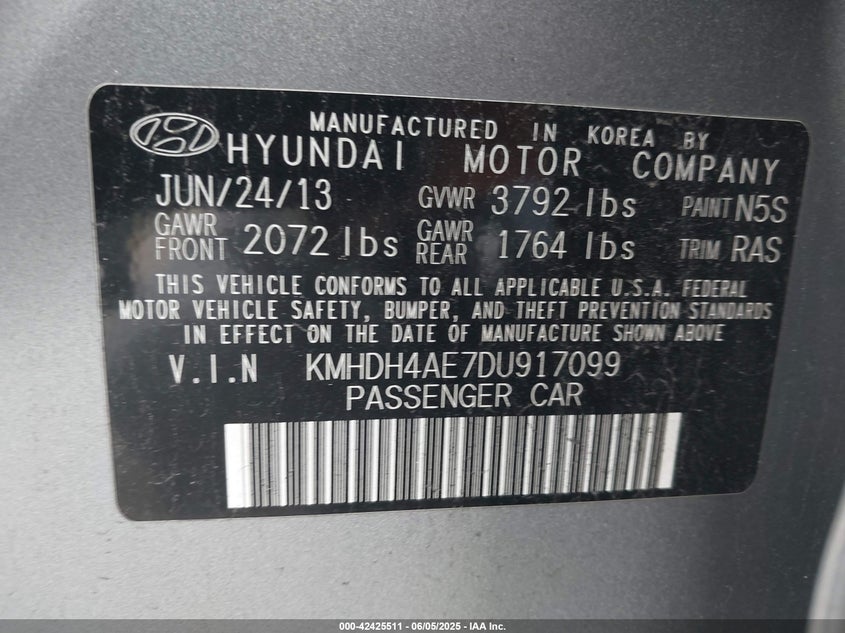 MANUFACTURED IN KOREA BY
HYUNDAI MOTOR COMPANY
JUN/24/13 GVWR 3792 lbs PAINT N5S
GAWR FRONT 2072 lbs GAWR REAR 1764 lbs TRIM RAS
THIS VEHICLE CONFORMS TO ALL APPLICABLE U.S.A. FEDERAL
MOTOR VEHICLE SAFETY, BUMPER, AND THEFT PREVENTION STANDARDS
IN EFFECT ON THE DATE OF MANUFACTURE SHOWN ABOVE
V.I.N KMHDH4AE7DU917099
PASSENGER CAR
000-42425511 - 06/05/2025 - IAA Inc.